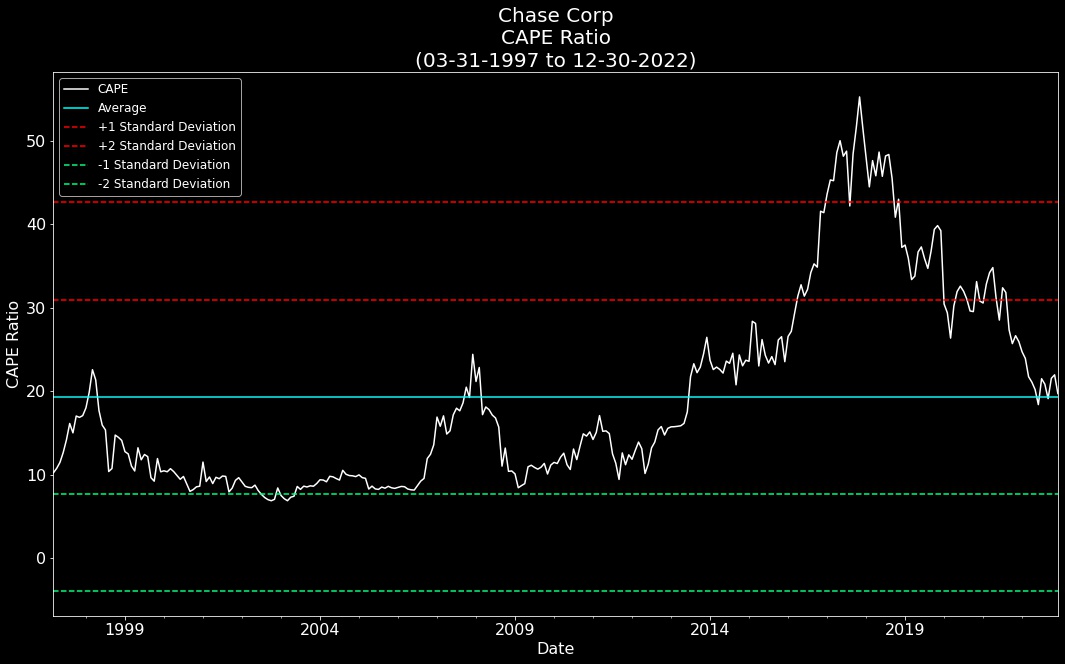 Chase Corp
CAPE Ratio
(03-31-1997 to 12-30-2022)
CAPE
Average
+1 Standard Deviation
+2 Standard Deviation
-1 Standard Deviation
-2 Standard Deviation
CAPE Ratio
50
40
30
20
10
0
1999 2004 2009 2014 2019
Date